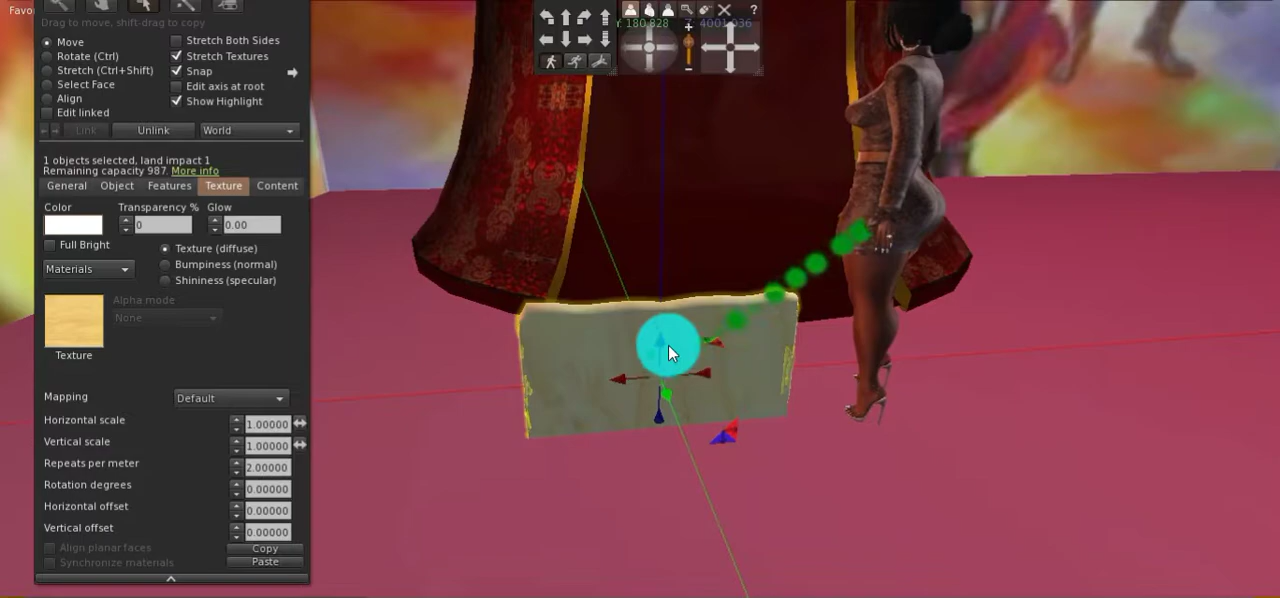 Favo
Drag to move, shift-drag to copy
Move
Rotate (Ctrl)
Stretch (Ctrl+Shift)
Select Face
Align
Edit linked
Stretch Both Sides
Stretch Textures
Snap
Edit axis at root
Show Highlight
Link Unlink World
1 objects selected, land impact 1
Remaining capacity 987. More info
General Object Features Texture Content
Color Transparency % Glow
0 0.00
Full Bright
Texture (diffuse)
Bumpiness (normal)
Shininess (specular)
Materials
Alpha mode
None
Texture
Mapping Default
Horizontal scale 1.00000
Vertical scale 1.00000
Repeats per meter 2.00000
Rotation degrees 0.00000
Horizontal offset 0.00000
Vertical offset 0.00000
Align planar faces Copy
Synchronize materials Paste
Y: 180.828 Z: 4001.036
?